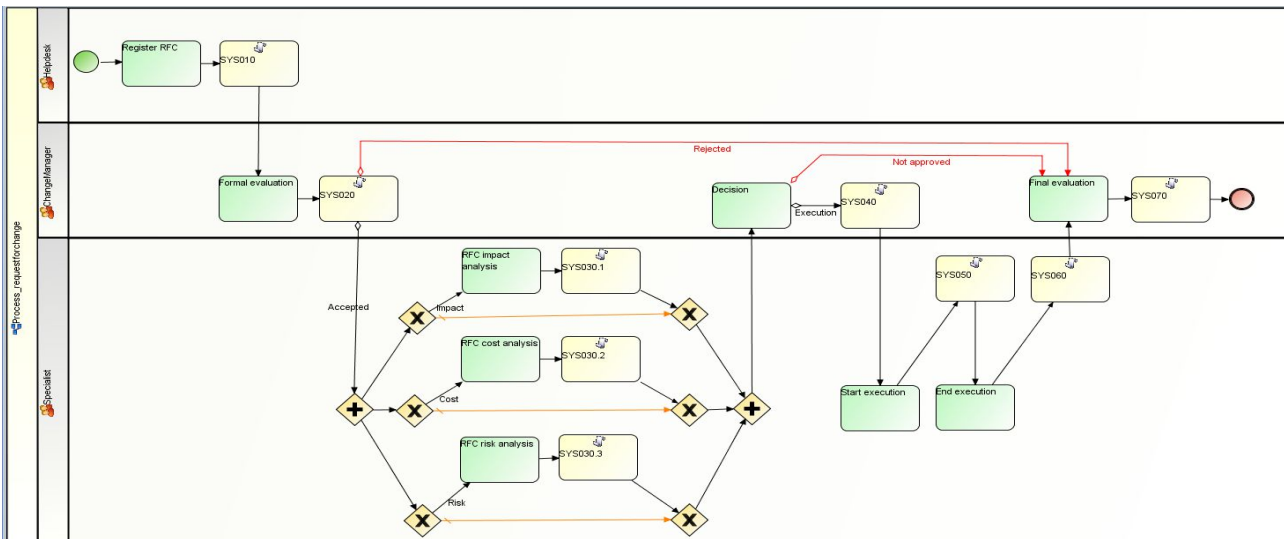 Process_requestforchange
Helpdesk
Register RFC
SYS010
ChangeManager
Rejected
Not approved
Formal evaluation
SYS020
Decision
Execution
SYS040
Final evaluation
SYS070
Specialist
Accepted
RFC impact
analysis
SYS030.1
Impact
RFC cost analysis
SYS030.2
Cost
RFC risk analysis
SYS030.3
Risk
SYS050
SYS060
Start execution
End execution